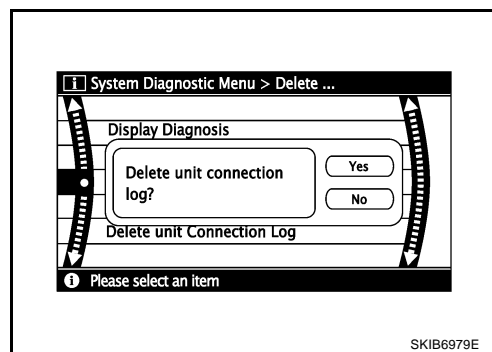 i System Diagnostic Menu > Delete ...
Display Diagnosis
Delete unit connection
log?
Yes
No
Delete unit Connection Log
i Please select an item
SKIB6979E